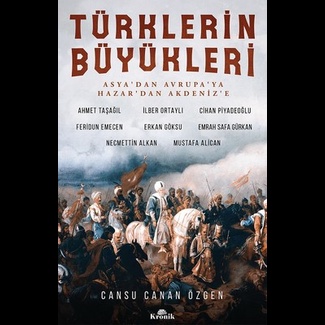 TÜRKLERİN
BÜYÜKLERİ
ASYA'DAN AVRUPA'YA
HAZAR'DAN AKDENİZ'E
AHMET TAŞAĞIL İLBER ORTAYLI CİHAN PİYADEOĞLU
FERİDUN EMECEN ERKAN GÖKSU EMRAH SAFA GÜRKAN
NECMETTİN ALKAN MUSTAFA ALİCAN
CANSU CANAN ÖZGEN
Kronik